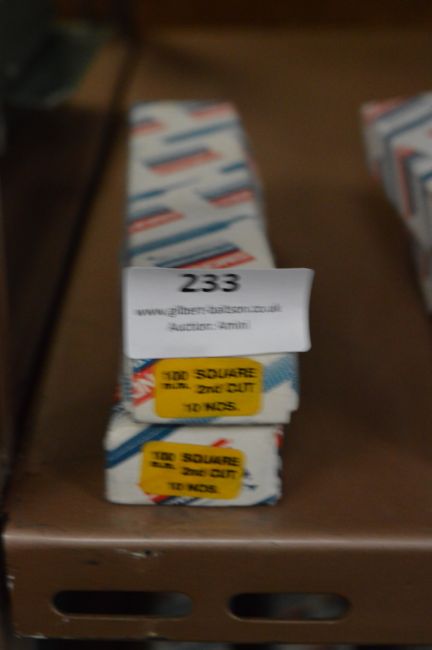 233
www.gilbert-baitson.co.uk
Auction: Amini
100 SQUARE
m.m. 2nd CUT
10 NOS.
100 SQUARE
m.m. 2nd CUT
10 NOS.